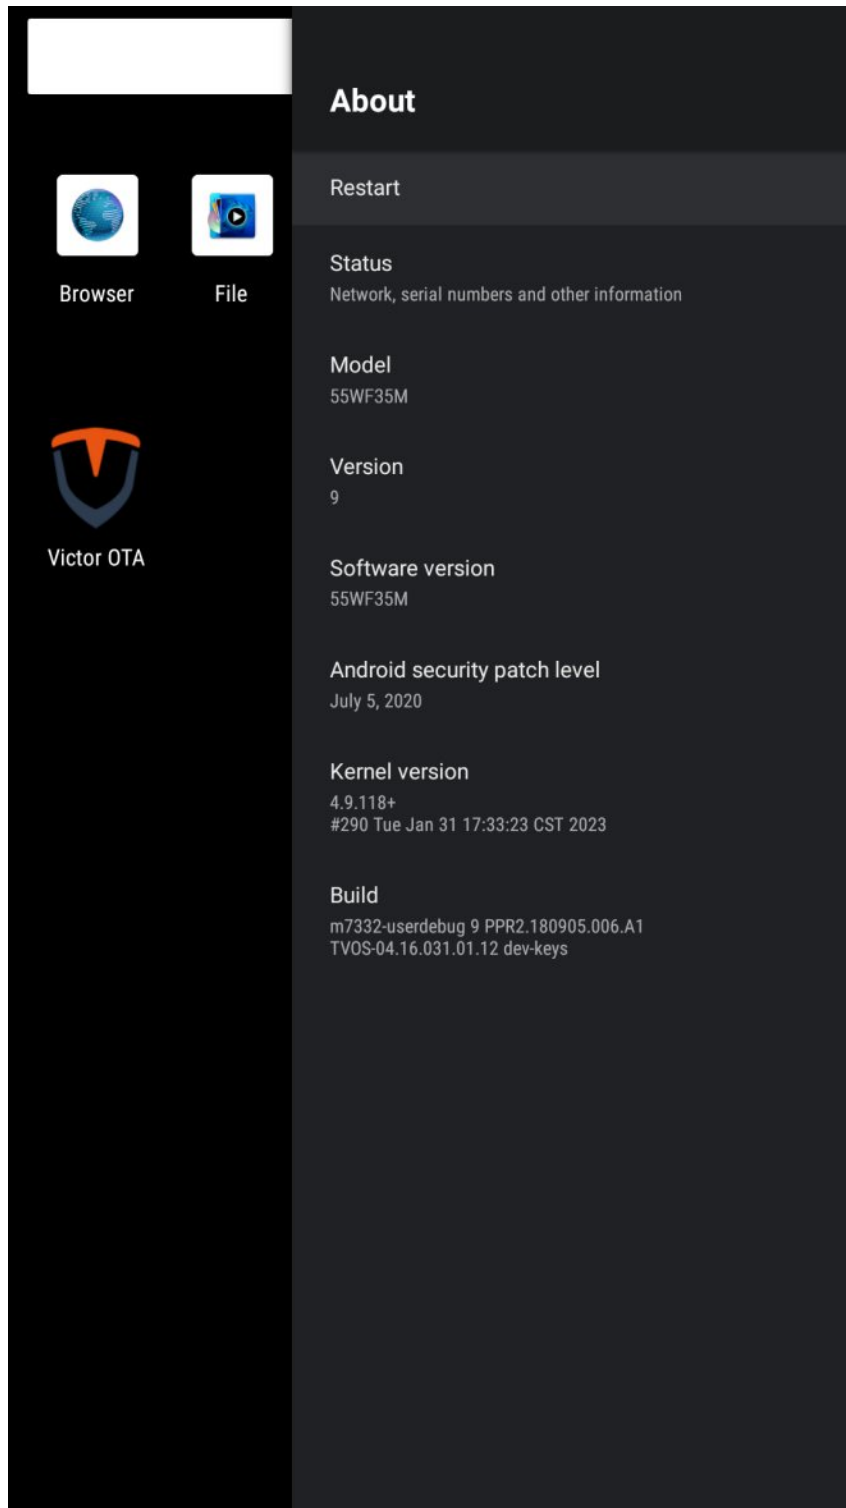 About
Restart
Status
Network, serial numbers and other information
Browser
File
Model
55WF35M
Version
9
Victor OTA
Software version
55WF35M
Android security patch level
July 5, 2020
Kernel version
4.9.118+
#290 Tue Jan 31 17:33:23 CST 2023
Build
m7332-userdebug 9 PPR2.180905.006.A1
TVOS-04.16.031.01.12 dev-keys